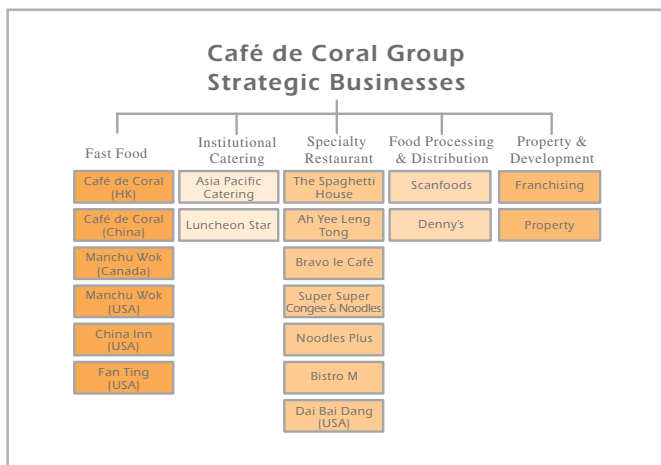 Café de Coral Group
Strategic Businesses
Fast Food
Café de Coral
(HK)
Café de Coral
(China)
Manchu Wok
(Canada)
Manchu Wok
(USA)
China Inn
(USA)
Fan Ting
(USA)
Institutional
Catering
Asia Pacific
Catering
Luncheon Star
Specialty
Restaurant
The Spaghetti
House
Ah Yee Leng
Tong
Bravo le Café
Super Super
Congee & Noodles
Noodles Plus
Bistro M
Dai Bai Dang
(USA)
Food Processing
& Distribution
Scanfoods
Denny's
Property &
Development
Franchising
Property